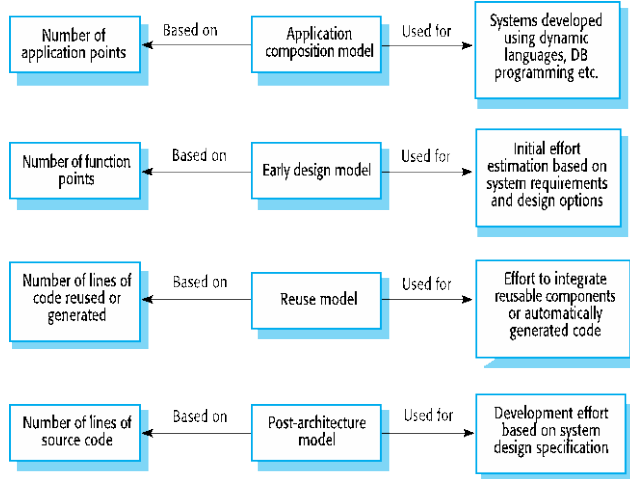 Number of
application points
Based on
Application
composition model
Used for
Systems developed
using dynamic
languages, DB
programming etc.
Number of function
points
Based on
Early design model
Used for
Initial effort
estimation based on
system requirements
and design options
Number of lines of
code reused or
generated
Based on
Reuse model
Used for
Effort to integrate
reusable components
or automatically
generated code
Number of lines of
source code
Based on
Post-architecture
model
Used for
Development effort
based on system
design specification